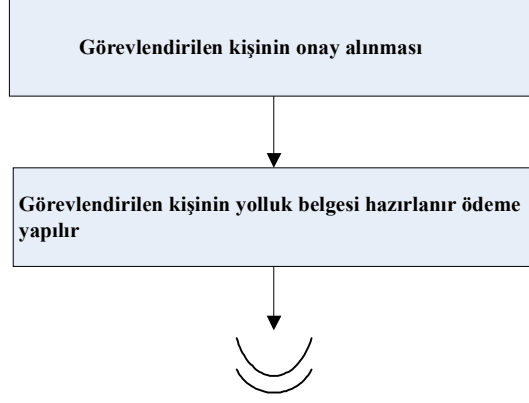 Görevlendirilen kişinin onay alınması
Görevlendirilen kişinin yolluk belgesi hazırlanır ödeme
yapılır